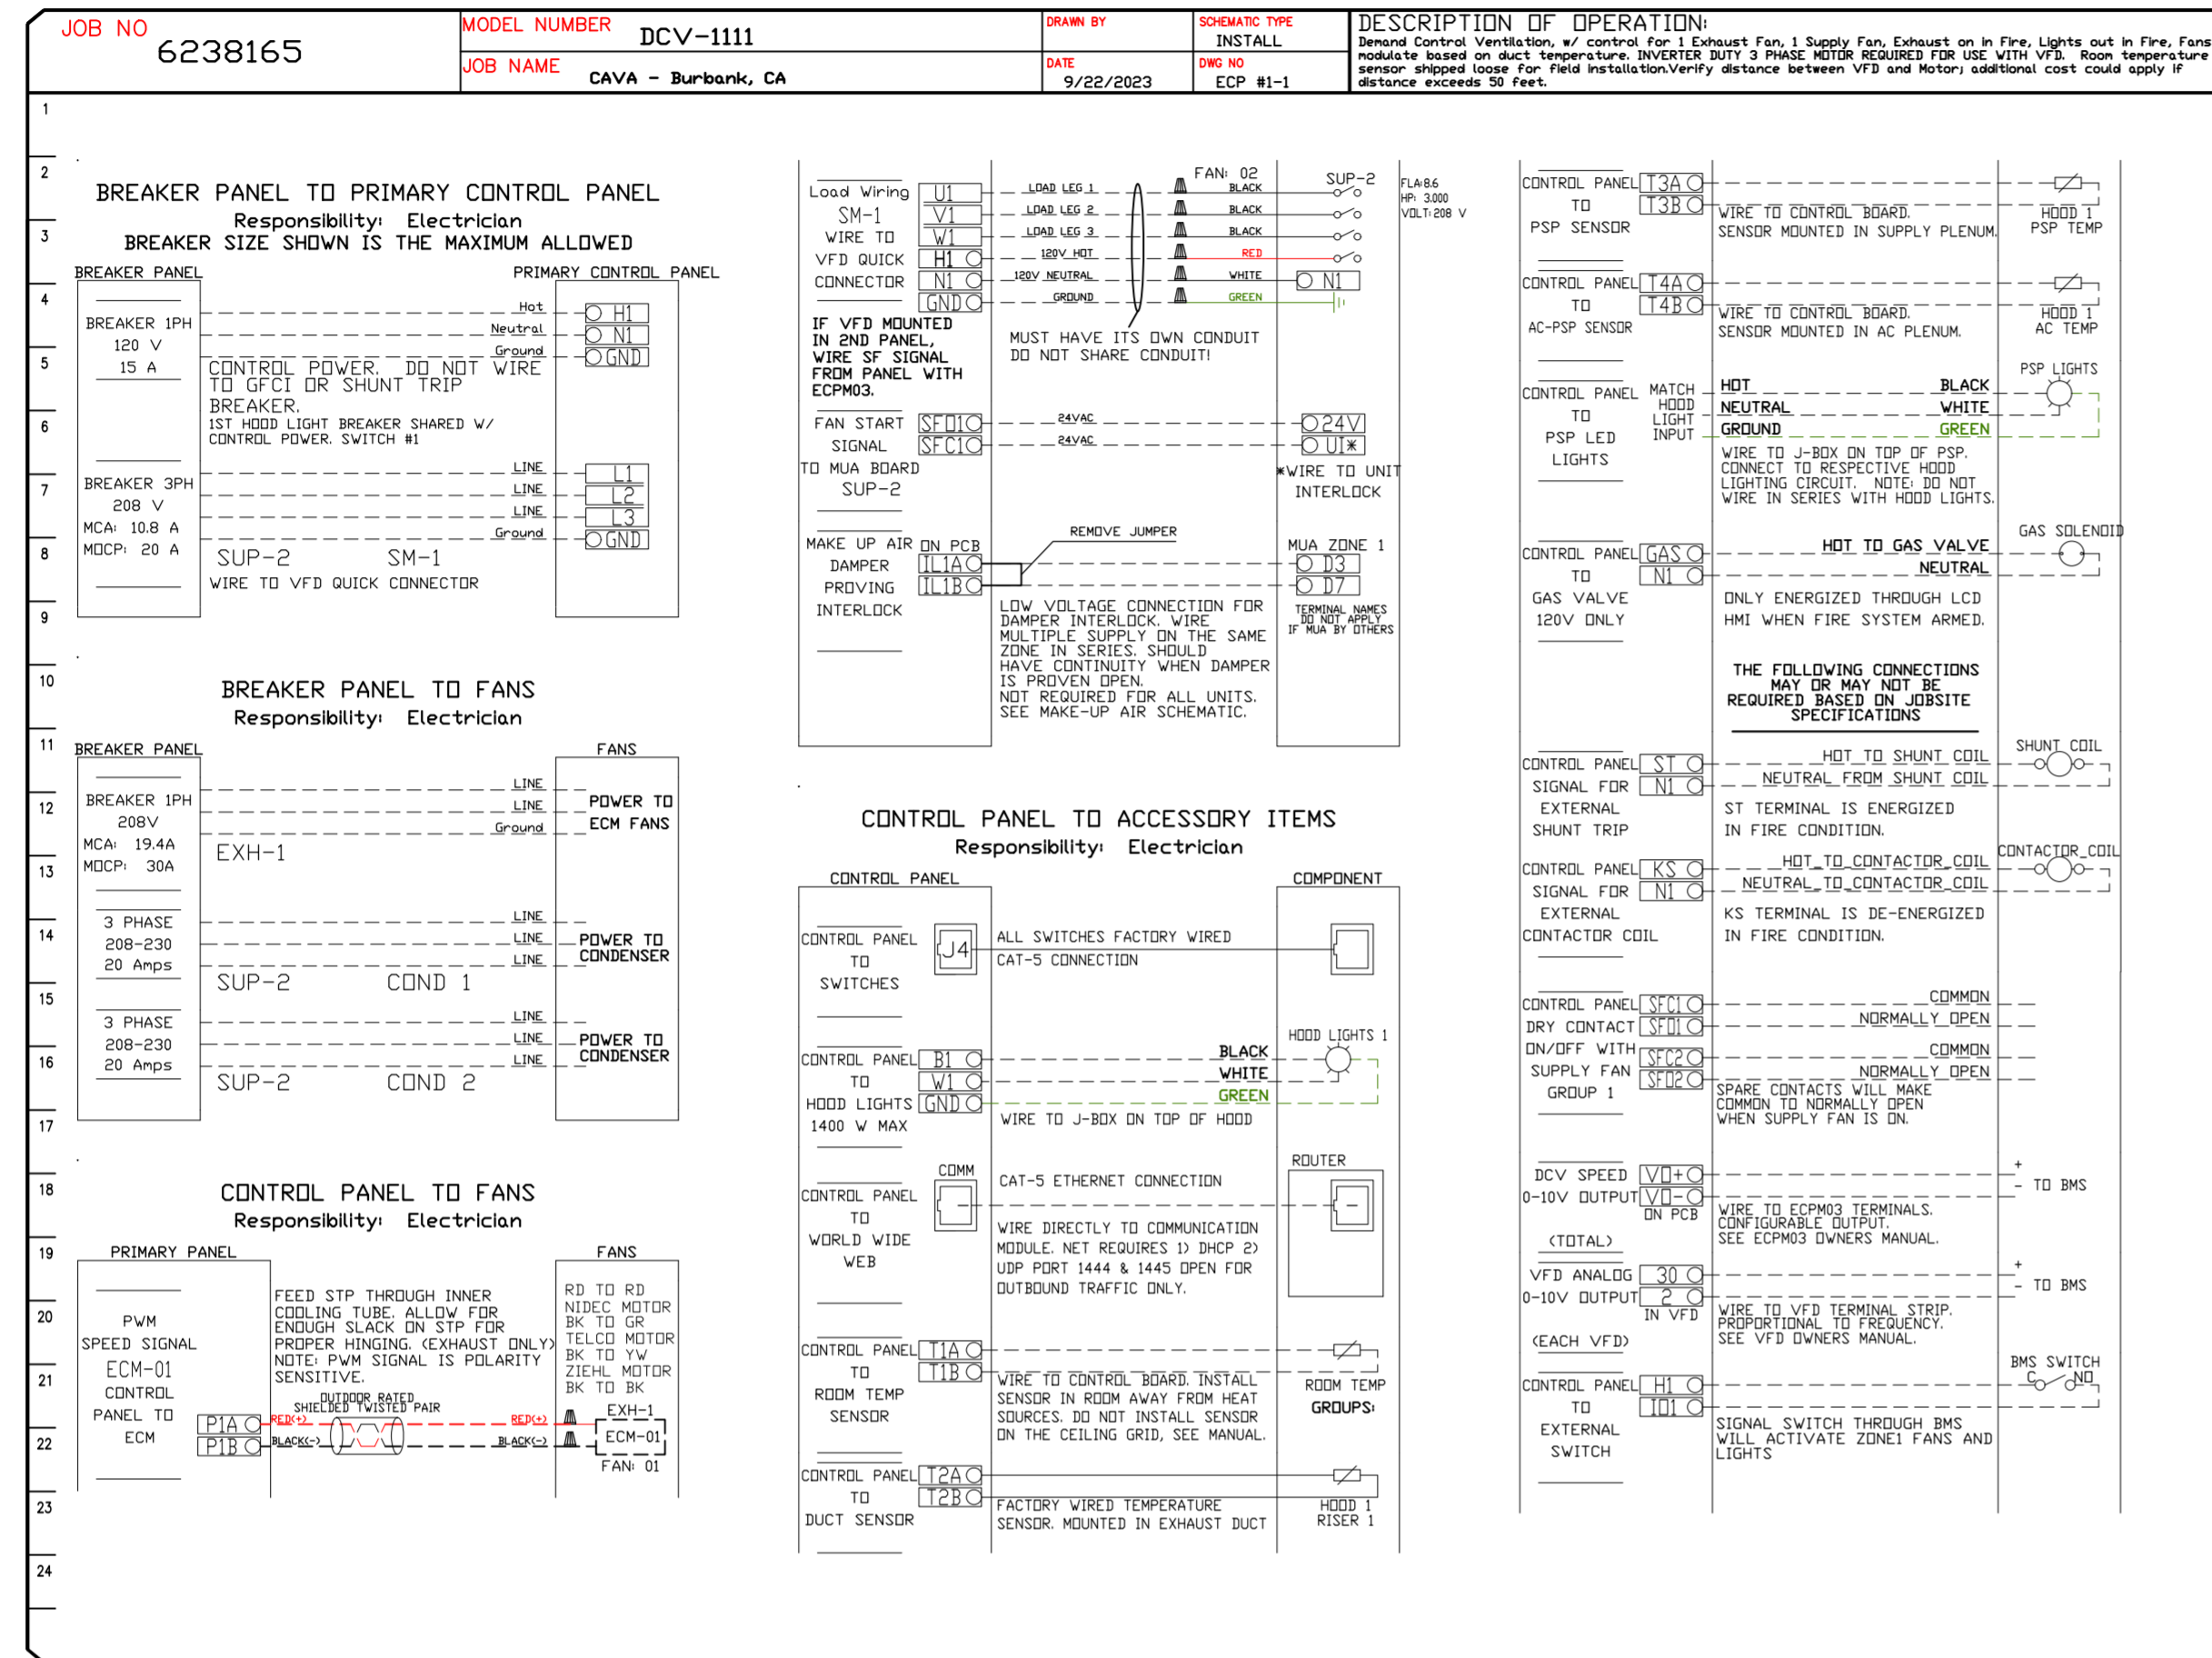 JOB NO
6238165
MODEL NUMBER
DCV-1111
JOB NAME
CAVA - Burbank, CA
DRAWN BY
DATE
9/22/2023
SCHEMATIC TYPE
INSTALL
DWG NO
ECP #1-1
DESCRIPTION OF OPERATION:
Demand Control Ventilation, w/ control for 1 Exhaust Fan, 1 Supply Fan, Exhaust on in Fire, Lights out in Fire, Fans
modulate based on duct temperature. INVERTER DUTY 3 PHASE MOTOR REQUIRED FOR USE WITH VFD. Room temperature
sensor shipped loose for field installation.Verify distance between VFD and Motor; additional cost could apply if
distance exceeds 50 feet.
1
2
3
4
5
6
7
8
9
10
11
12
13
14
15
16
17
18
19
20
21
22
23
24
BREAKER PANEL TO PRIMARY CONTROL PANEL
Responsibility: Electrician
BREAKER SIZE SHOWN IS THE MAXIMUM ALLOWED
BREAKER PANEL
PRIMARY CONTROL PANEL
BREAKER 1PH
120 V
15 A
Hot
H1
Neutral
N1
Ground
GND
CONTROL POWER. DO NOT WIRE
TO GFCI OR SHUNT TRIP
BREAKER.
1ST HOOD LIGHT BREAKER SHARED W/
CONTROL POWER. SWITCH #1
BREAKER 3PH
208 V
MCA: 10.8 A
MOCP: 20 A
LINE
L1
LINE
L2
LINE
L3
Ground
GND
SUP-2 SM-1
WIRE TO VFD QUICK CONNECTOR
BREAKER PANEL TO FANS
Responsibility: Electrician
BREAKER PANEL
FANS
BREAKER 1PH
208V
MCA: 19.4A
MOCP: 30A
LINE
LINE
Ground
POWER TO
ECM FANS
EXH-1
3 PHASE
208-230
20 Amps
LINE
LINE
LINE
POWER TO
CONDENSER
SUP-2 COND 1
3 PHASE
208-230
20 Amps
LINE
LINE
LINE
POWER TO
CONDENSER
SUP-2 COND 2
CONTROL PANEL TO FANS
Responsibility: Electrician
PRIMARY PANEL
FANS
PWM
SPEED SIGNAL
ECM-01
CONTROL
PANEL TO
ECM
P1A
P1B
FEED STP THROUGH INNER
COOLING TUBE. ALLOW FOR
ENOUGH SLACK ON STP FOR
PROPER HINGING. (EXHAUST ONLY)
NOTE: PWM SIGNAL IS POLARITY
SENSITIVE.
OUTDOOR RATED
SHIELDED TWISTED PAIR
RED(+)
RED(+)
BLACK(-)
BLACK(-)
RD TO RD
NIDEC MOTOR
BK TO GR
TELCO MOTOR
BK TO YW
ZIEHL MOTOR
BK TO BK
EXH-1
ECM-01
FAN: 01
Load Wiring
SM-1
WIRE TO
VFD QUICK
CONNECTOR
U1
V1
W1
H1
N1
GND
LOAD LEG 1
LOAD LEG 2
LOAD LEG 3
120V HOT
120V NEUTRAL
GROUND
FAN: 02
BLACK
BLACK
BLACK
RED
WHITE
GREEN
SUP-2
N1
FLA:8.6
HP: 3.000
VOLT: 208 V
IF VFD MOUNTED
IN 2ND PANEL,
WIRE SF SIGNAL
FROM PANEL WITH
ECPM03.
MUST HAVE ITS OWN CONDUIT
DO NOT SHARE CONDUIT!
FAN START
SIGNAL
TO MUA BOARD
SUP-2
SF01
SFC1
24VAC
24VAC
24V
UI*
*WIRE TO UNIT
INTERLOCK
MAKE UP AIR
DAMPER
PROVING
INTERLOCK
ON PCB
IL1A
IL1B
REMOVE JUMPER
MUA ZONE 1
D3
D7
LOW VOLTAGE CONNECTION FOR
DAMPER INTERLOCK. WIRE
MULTIPLE SUPPLY ON THE SAME
ZONE IN SERIES. SHOULD
HAVE CONTINUITY WHEN DAMPER
IS PROVEN OPEN.
NOT REQUIRED FOR ALL UNITS.
SEE MAKE-UP AIR SCHEMATIC.
TERMINAL NAMES
DO NOT APPLY
IF MUA BY OTHERS
CONTROL PANEL TO ACCESSORY ITEMS
Responsibility: Electrician
CONTROL PANEL
COMPONENT
CONTROL PANEL
TO
SWITCHES
J4
ALL SWITCHES FACTORY WIRED
CAT-5 CONNECTION
CONTROL PANEL
TO
HOOD LIGHTS
1400 W MAX
B1
W1
GND
BLACK
WHITE
GREEN
HOOD LIGHTS 1
WIRE TO J-BOX ON TOP OF HOOD
CONTROL PANEL
TO
WORLD WIDE
WEB
COMM
CAT-5 ETHERNET CONNECTION
ROUTER
WIRE DIRECTLY TO COMMUNICATION
MODULE. NET REQUIRES 1) DHCP 2)
UDP PORT 1444 & 1445 OPEN FOR
OUTBOUND TRAFFIC ONLY.
CONTROL PANEL
TO
ROOM TEMP
SENSOR
T1A
T1B
WIRE TO CONTROL BOARD. INSTALL
SENSOR IN ROOM AWAY FROM HEAT
SOURCES. DO NOT INSTALL SENSOR
ON THE CEILING GRID, SEE MANUAL.
ROOM TEMP
GROUPS:
CONTROL PANEL
TO
DUCT SENSOR
T2A
T2B
FACTORY WIRED TEMPERATURE
SENSOR. MOUNTED IN EXHAUST DUCT
HOOD 1
RISER 1
CONTROL PANEL
TO
PSP SENSOR
T3A
T3B
WIRE TO CONTROL BOARD.
SENSOR MOUNTED IN SUPPLY PLENUM.
HOOD 1
PSP TEMP
CONTROL PANEL
TO
AC-PSP SENSOR
T4A
T4B
WIRE TO CONTROL BOARD.
SENSOR MOUNTED IN AC PLENUM.
HOOD 1
AC TEMP
CONTROL PANEL
TO
PSP LED
LIGHTS
MATCH
HOOD
LIGHT
INPUT
HOT
NEUTRAL
GROUND
BLACK
WHITE
GREEN
PSP LIGHTS
WIRE TO J-BOX ON TOP OF PSP.
CONNECT TO RESPECTIVE HOOD
LIGHTING CIRCUIT. NOTE: DO NOT
WIRE IN SERIES WITH HOOD LIGHTS.
CONTROL PANEL
TO
GAS VALVE
120V ONLY
GAS
N1
HOT TO GAS VALVE
NEUTRAL
GAS SOLENOID
ONLY ENERGIZED THROUGH LCD
HMI WHEN FIRE SYSTEM ARMED.
THE FOLLOWING CONNECTIONS
MAY OR MAY NOT BE
REQUIRED BASED ON JOBSITE
SPECIFICATIONS
CONTROL PANEL
SIGNAL FOR
EXTERNAL
SHUNT TRIP
ST
N1
HOT TO SHUNT COIL
NEUTRAL FROM SHUNT COIL
SHUNT COIL
ST TERMINAL IS ENERGIZED
IN FIRE CONDITION.
CONTROL PANEL
SIGNAL FOR
EXTERNAL
CONTACTOR COIL
KS
N1
HOT_TO_CONTACTOR_COIL
NEUTRAL_TO_CONTACTOR_COIL
CONTACTOR_COIL
KS TERMINAL IS DE-ENERGIZED
IN FIRE CONDITION.
CONTROL PANEL
DRY CONTACT
ON/OFF WITH
SUPPLY FAN
GROUP 1
SFC1
SF01
SFC2
SF02
COMMON
NORMALLY OPEN
COMMON
NORMALLY OPEN
SPARE CONTACTS WILL MAKE
COMMON TO NORMALLY OPEN
WHEN SUPPLY FAN IS ON.
DCV SPEED
0-10V OUTPUT
(TOTAL)
VO+
VO-
ON PCB
+
- TO BMS
WIRE TO ECPM03 TERMINALS.
CONFIGURABLE OUTPUT.
SEE ECPM03 OWNERS MANUAL.
VFD ANALOG
0-10V OUTPUT
(EACH VFD)
30
2
IN VFD
+
- TO BMS
WIRE TO VFD TERMINAL STRIP.
PROPORTIONAL TO FREQUENCY.
SEE VFD OWNERS MANUAL.
CONTROL PANEL
TO
EXTERNAL
SWITCH
H1
IO1
BMS SWITCH
C NO
SIGNAL SWITCH THROUGH BMS
WILL ACTIVATE ZONE1 FANS AND
LIGHTS